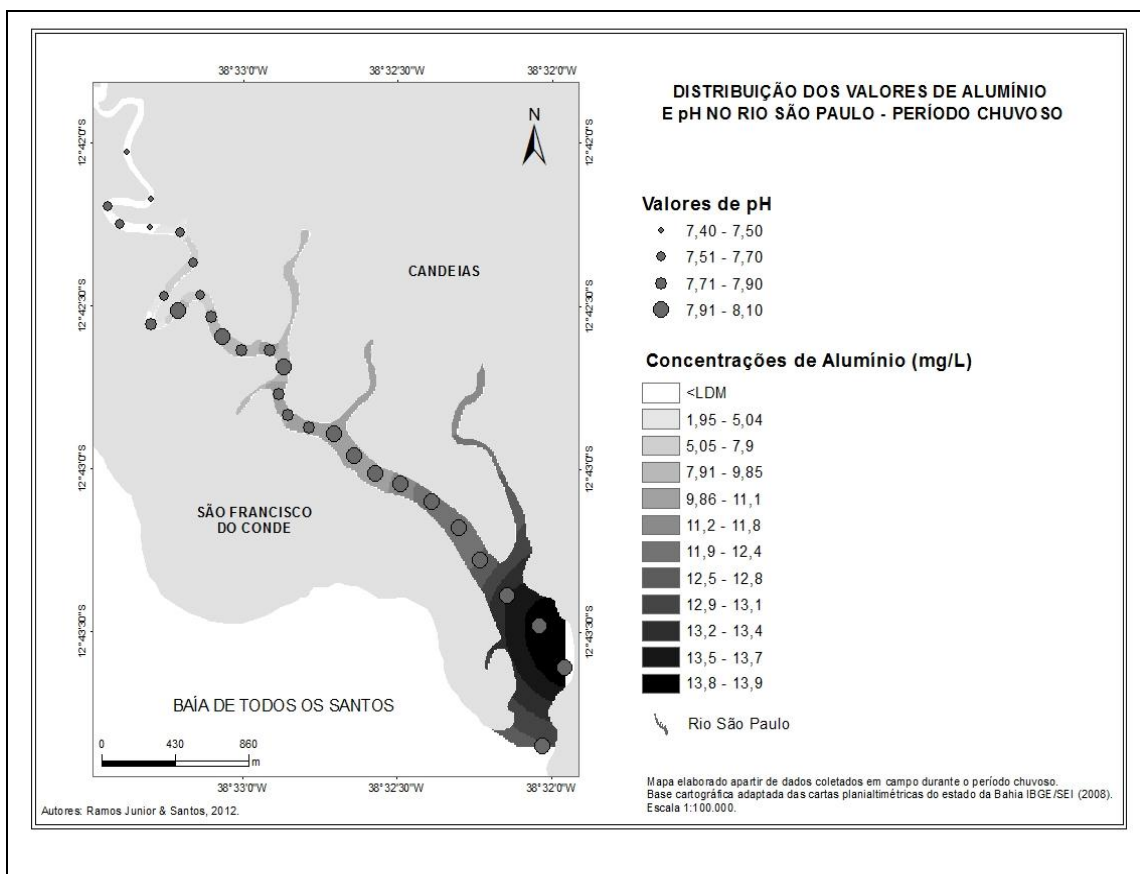 DISTRIBUIÇÃO DOS VALORES DE ALUMÍNIO
E pH NO RIO SÃO PAULO - PERÍODO CHUVOSO
38°33'0"W
38°32'30"W
38°32'0"W
12°42'0"S
12°42'30"S
12°43'0"S
12°43'30"S
12°42'0"S
12°42'30"S
12°43'0"S
12°43'30"S
N
CANDEIAS
SÃO FRANCISCO
DO CONDE
BAÍA DE TODOS OS SANTOS
0 430 860
m
38°33'0"W
38°32'30"W
38°32'0"W
Autores: Ramos Junior & Santos, 2012.
Valores de pH
7,40 - 7,50
7,51 - 7,70
7,71 - 7,90
7,91 - 8,10
Concentrações de Alumínio (mg/L)
<LDM
1,95 - 5,04
5,05 - 7,9
7,91 - 9,85
9,86 - 11,1
11,2 - 11,8
11,9 - 12,4
12,5 - 12,8
12,9 - 13,1
13,2 - 13,4
13,5 - 13,7
13,8 - 13,9
Rio São Paulo
Mapa elaborado apartir de dados coletados em campo durante o período chuvoso.
Base cartográfica adaptada das cartas planialtimétricas do estado da Bahia IBGE/SEI (2008).
Escala 1:100.000.